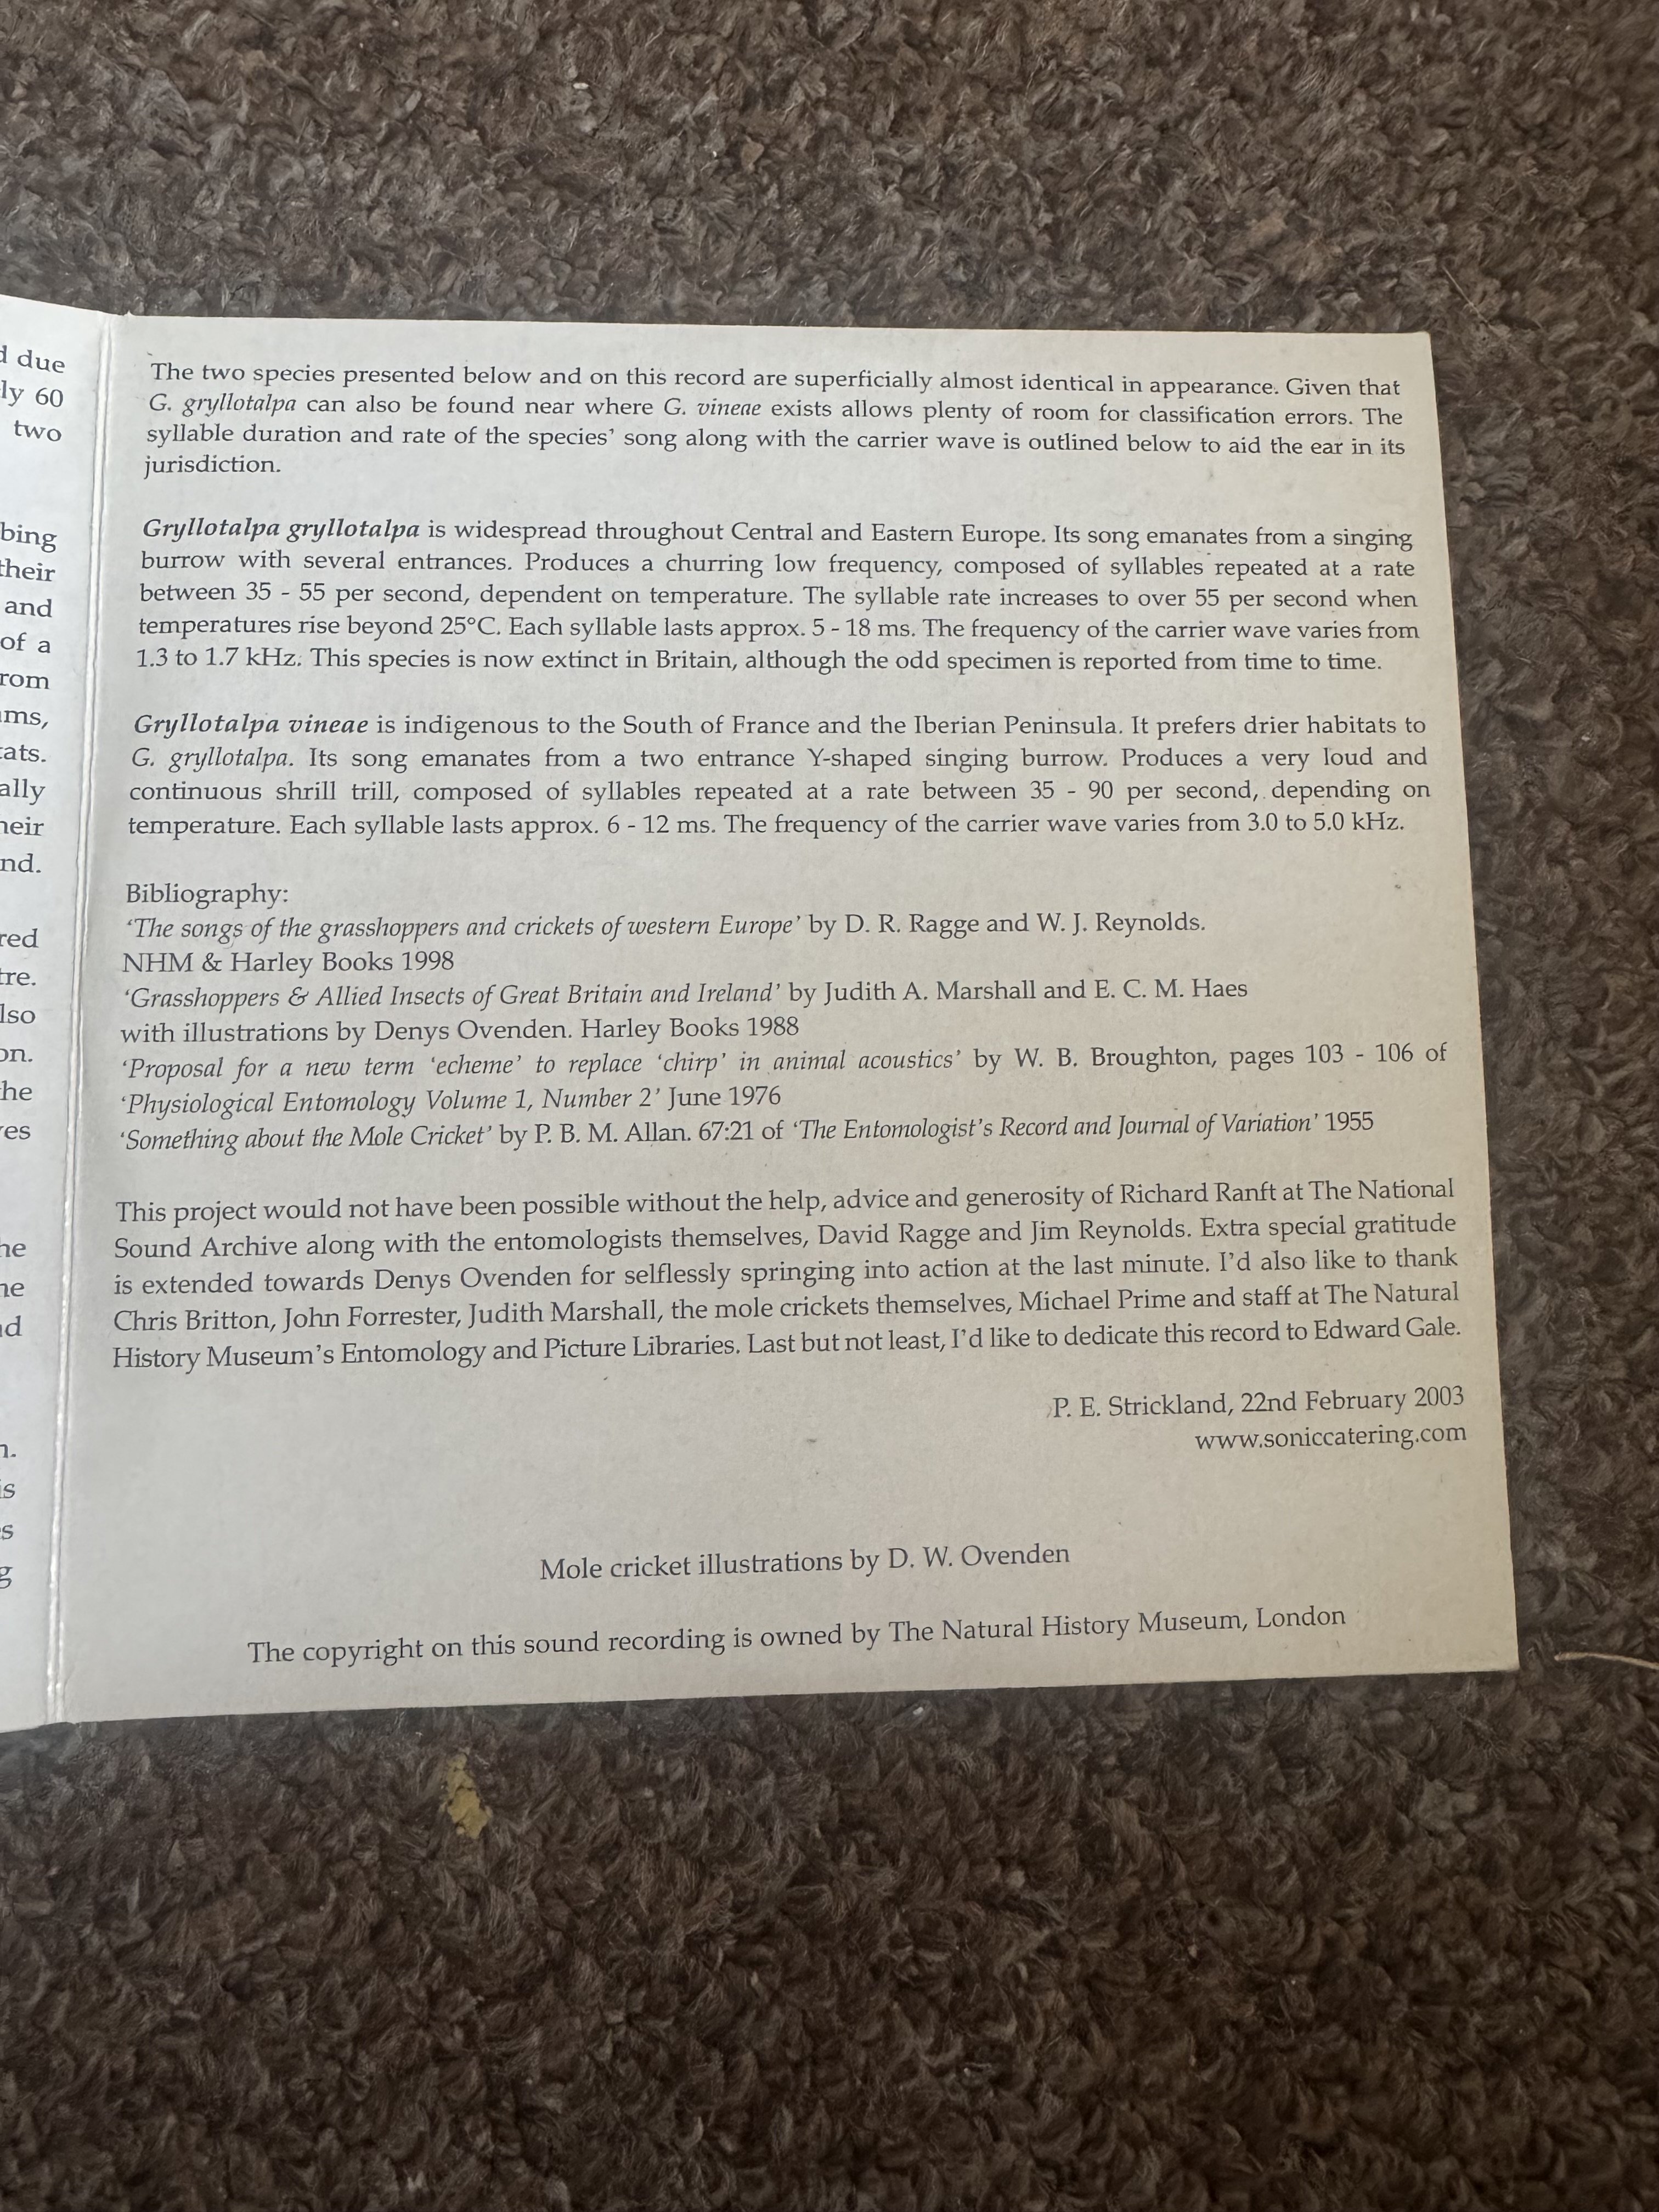 d due
ly 60
two
bing
their
and
of a
rom
ms,
ats.
ally
heir
nd.
red
tre.
lso
on.
he
es
he
ne
d
n.
is
s
g
The two species presented below and on this record are superficially almost identical in appearance. Given that
G. gryllotalpa can also be found near where G. vineae exists allows plenty of room for classification errors. The
syllable duration and rate of the species’ song along with the carrier wave is outlined below to aid the ear in its
jurisdiction.
Gryllotalpa gryllotalpa is widespread throughout Central and Eastern Europe. Its song emanates from a singing
burrow with several entrances. Produces a churring low frequency, composed of syllables repeated at a rate
between 35 - 55 per second, dependent on temperature. The syllable rate increases to over 55 per second when
temperatures rise beyond 25°C. Each syllable lasts approx. 5 - 18 ms. The frequency of the carrier wave varies from
1.3 to 1.7 kHz. This species is now extinct in Britain, although the odd specimen is reported from time to time.
Gryllotalpa vineae is indigenous to the South of France and the Iberian Peninsula. It prefers drier habitats to
G. gryllotalpa. Its song emanates from a two entrance Y-shaped singing burrow. Produces a very loud and
continuous shrill trill, composed of syllables repeated at a rate between 35 - 90 per second, depending on
temperature. Each syllable lasts approx. 6 - 12 ms. The frequency of the carrier wave varies from 3.0 to 5.0 kHz.
Bibliography:
‘The songs of the grasshoppers and crickets of western Europe’ by D. R. Ragge and W. J. Reynolds.
NHM & Harley Books 1998
‘Grasshoppers & Allied Insects of Great Britain and Ireland’ by Judith A. Marshall and E. C. M. Haes
with illustrations by Denys Ovenden. Harley Books 1988
‘Proposal for a new term ‘echeme’ to replace ‘chirp’ in animal acoustics’ by W. B. Broughton, pages 103 - 106 of
‘Physiological Entomology Volume 1, Number 2’ June 1976
‘Something about the Mole Cricket’ by P. B. M. Allan. 67:21 of ‘The Entomologist’s Record and Journal of Variation’ 1955
This project would not have been possible without the help, advice and generosity of Richard Ranft at The National
Sound Archive along with the entomologists themselves, David Ragge and Jim Reynolds. Extra special gratitude
is extended towards Denys Ovenden for selflessly springing into action at the last minute. I’d also like to thank
Chris Britton, John Forrester, Judith Marshall, the mole crickets themselves, Michael Prime and staff at The Natural
History Museum’s Entomology and Picture Libraries. Last but not least, I’d like to dedicate this record to Edward Gale.
P. E. Strickland, 22nd February 2003
www.soniccatering.com
Mole cricket illustrations by D. W. Ovenden
The copyright on this sound recording is owned by The Natural History Museum, London